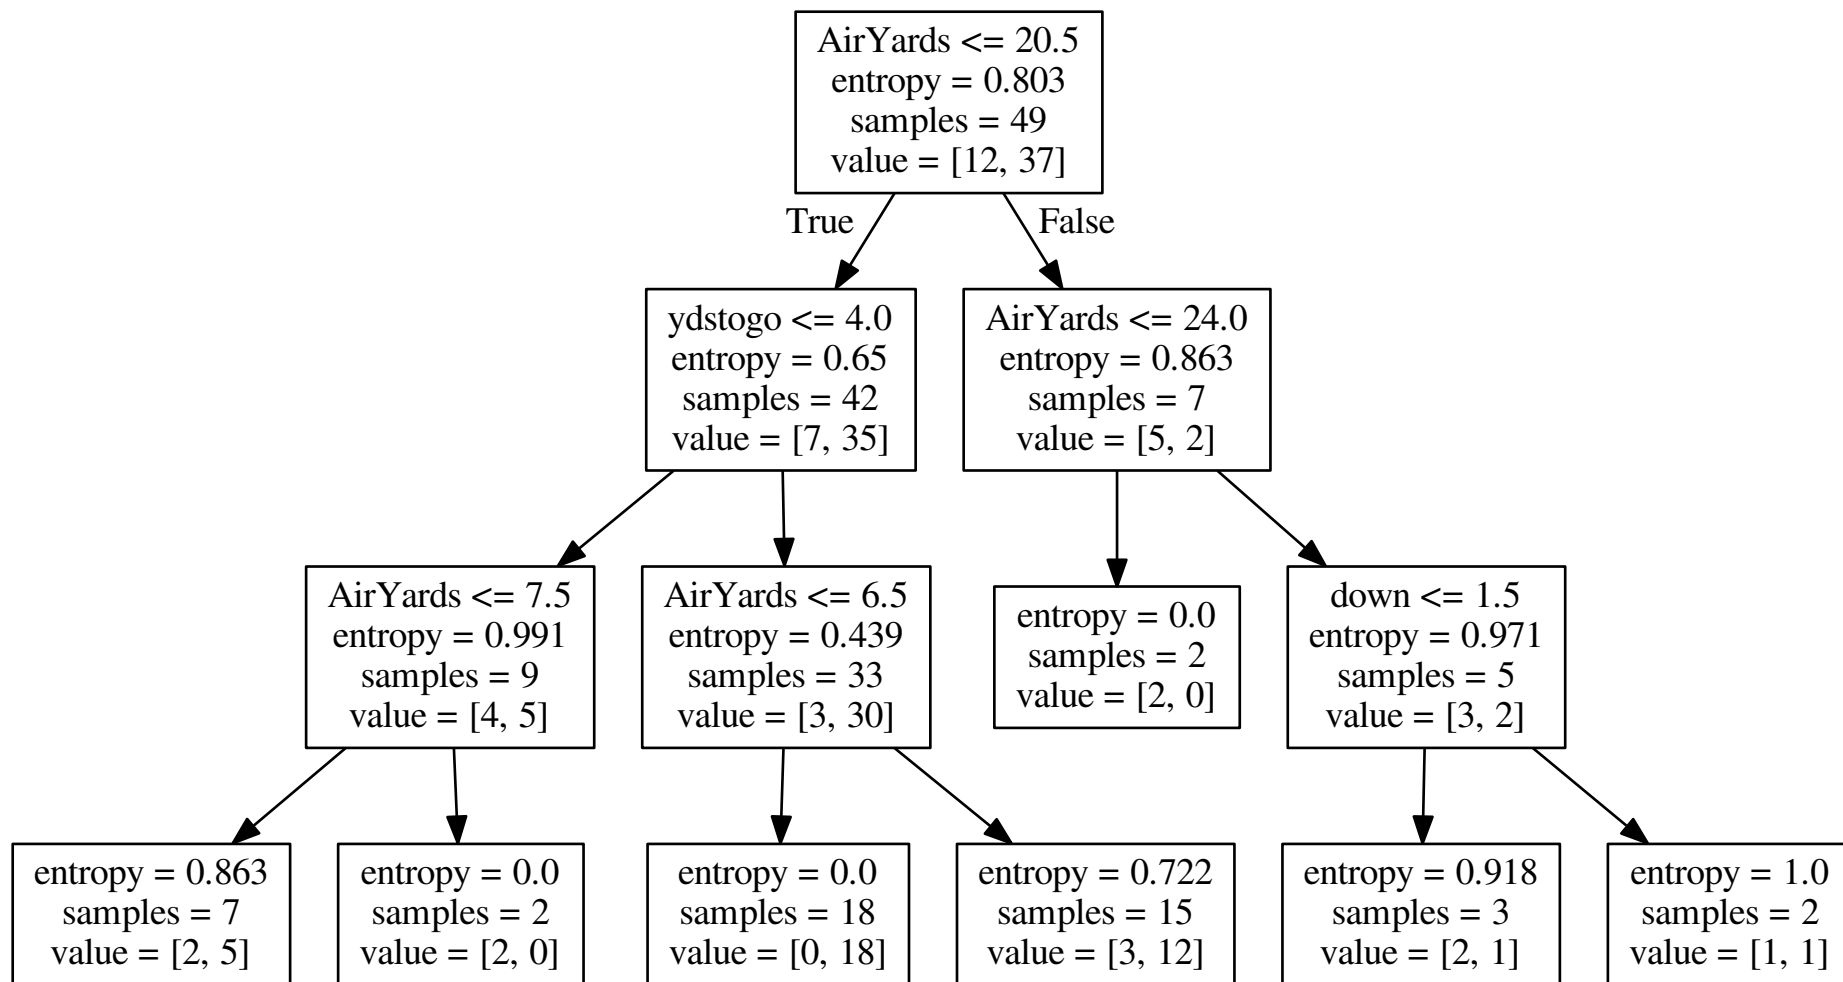 AirYards <= 20.5
entropy = 0.803
samples = 49
value = [12, 37]
True
False
ydstogo <= 4.0
entropy = 0.65
samples = 42
value = [7, 35]
AirYards <= 24.0
entropy = 0.863
samples = 7
value = [5, 2]
AirYards <= 7.5
entropy = 0.991
samples = 9
value = [4, 5]
AirYards <= 6.5
entropy = 0.439
samples = 33
value = [3, 30]
entropy = 0.0
samples = 2
value = [2, 0]
down <= 1.5
entropy = 0.971
samples = 5
value = [3, 2]
entropy = 0.863
samples = 7
value = [2, 5]
entropy = 0.0
samples = 2
value = [2, 0]
entropy = 0.0
samples = 18
value = [0, 18]
entropy = 0.722
samples = 15
value = [3, 12]
entropy = 0.918
samples = 3
value = [2, 1]
entropy = 1.0
samples = 2
value = [1, 1]